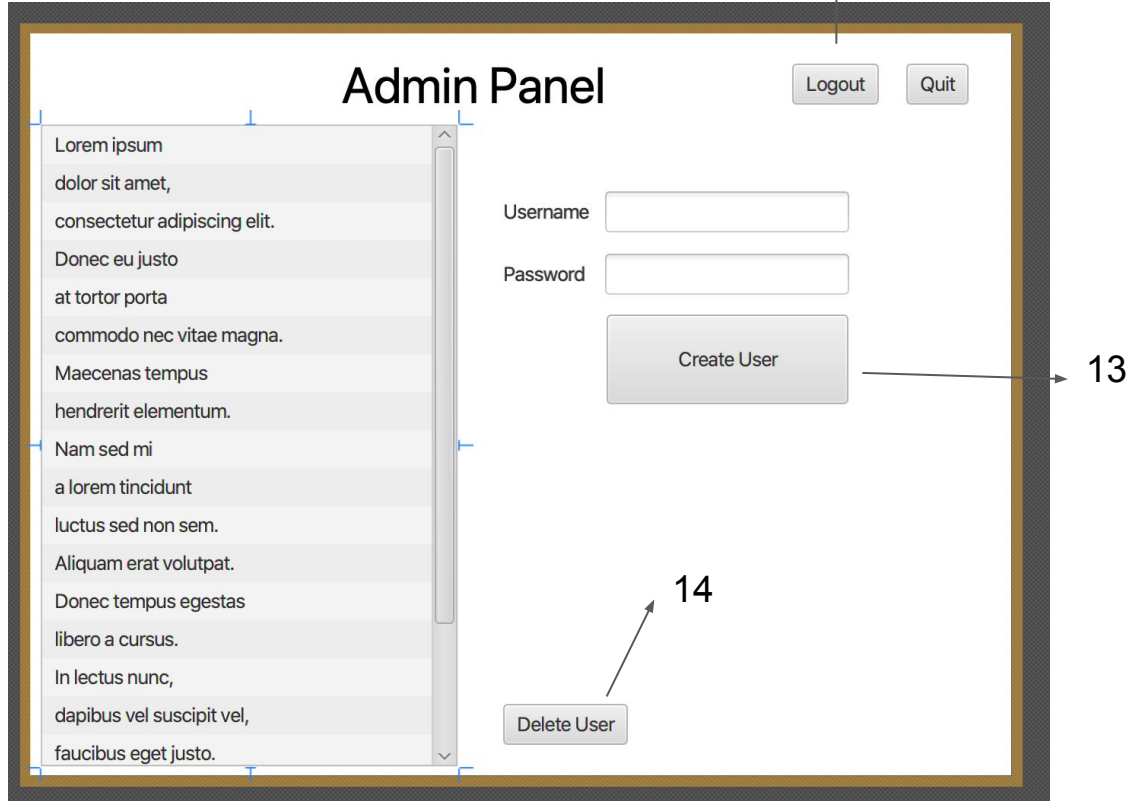 Admin Panel
Logout
Quit
Lorem ipsum
dolor sit amet,
consectetur adipiscing elit.
Donec eu justo
at tortor porta
commodo nec vitae magna.
Maecenas tempus
hendrerit elementum.
Nam sed mi
a lorem tincidunt
luctus sed non sem.
Aliquam erat volutpat.
Donec tempus egestas
libero a cursus.
In lectus nunc,
dapibus vel suscipit vel,
faucibus eget justo.
Username
Password
Create User
13
14
Delete User